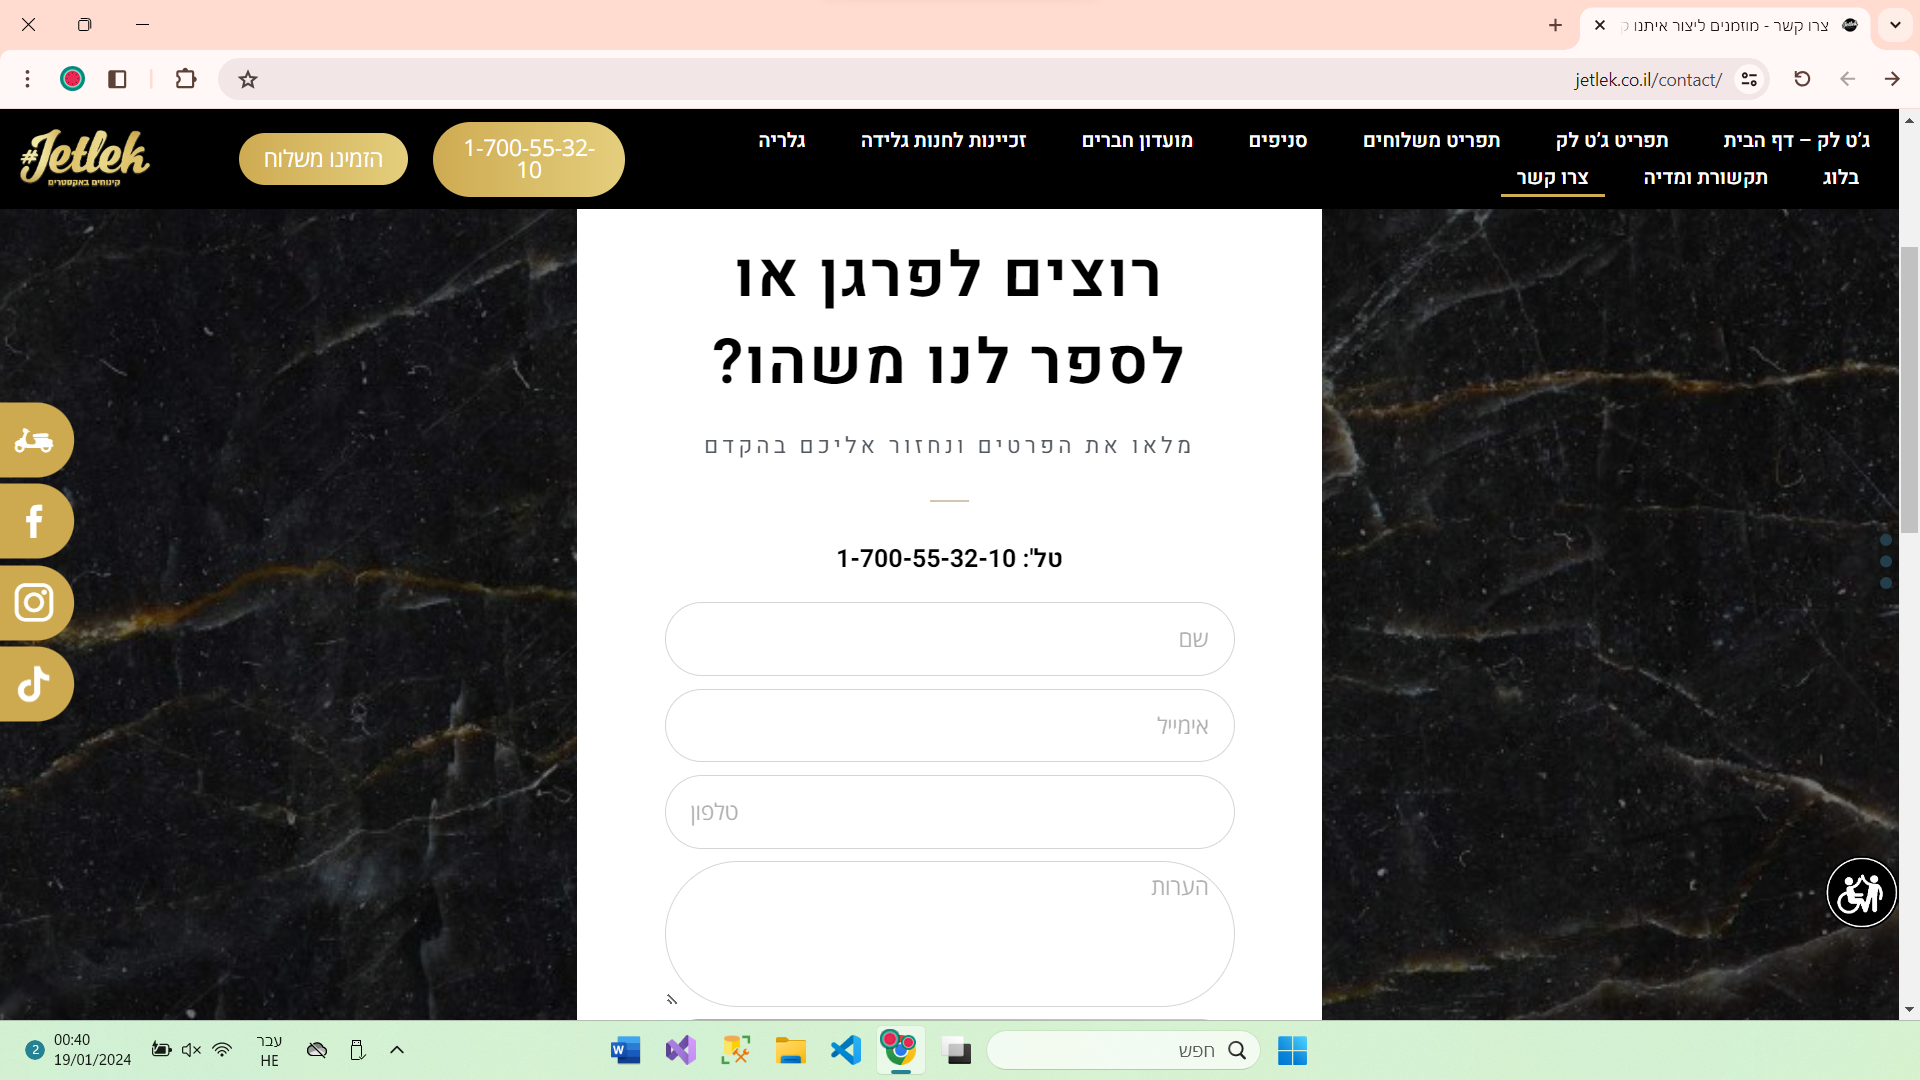 צרו קשר - מוזמנים ליצור איתנו ק
jetlek.co.il/contact/
ג׳ט לק – דף הבית
תפריט ג׳ט לק
תפריט משלוחים
סניפים
מועדון חברים
זכייינות לחנות גלידה
גלריה
בלוג
תקשורת ומדיה
צרו קשר
1-700-55-32-
10
הזמינו משלוח
#Jetlek
קינוחים באקסטרים
רוצים לפרגן או
לספר לנו משהו?
מלאו את הפרטים ונחזור אליכם בהקדם
טל': 1-700-55-32-10
שם
אימייל
טלפון
הערות
חפש
עבר
HE
00:40
19/01/2024
2